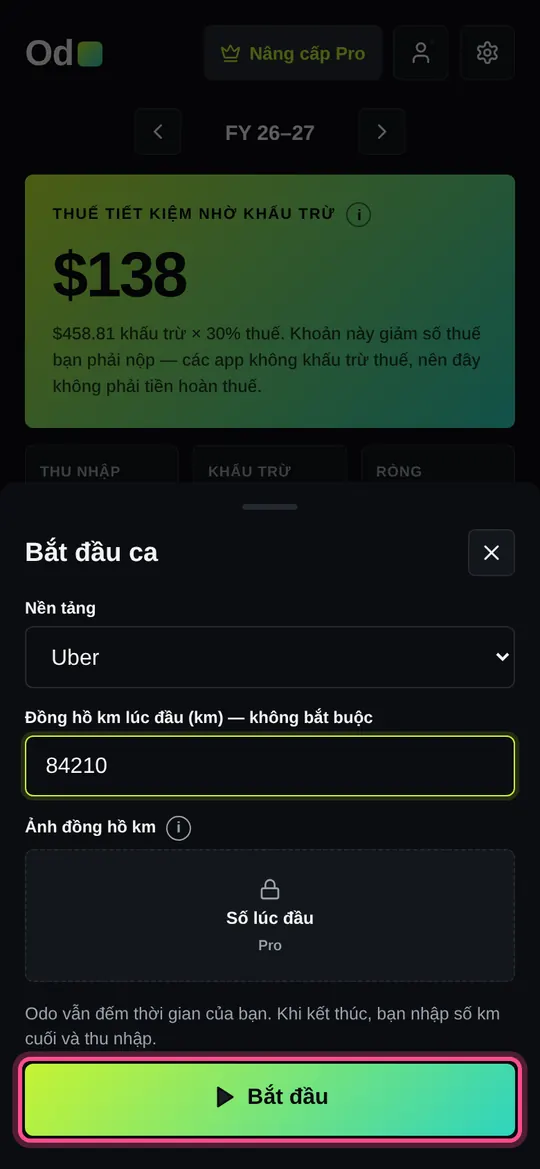 Od
Nâng cấp Pro
FY 26–27
THUẾ TIẾT KIỆM NHỜ KHẤU TRỪ
$138
$458.81 khấu trừ × 30% thuế. Khoản này giảm số thuế
bạn phải nộp — các app không khấu trừ thuế, nên đây
không phải tiền hoàn thuế.
THU NHẬP KHẤU TRỪ RÒNG
Bắt đầu ca
Nền tảng
Uber
Đồng hồ km lúc đầu (km) — không bắt buộc
84210
Ảnh đồng hồ km
Số lúc đầu
Pro
Odo vẫn đếm thời gian của bạn. Khi kết thúc, bạn nhập số km
cuối và thu nhập.
Bắt đầu